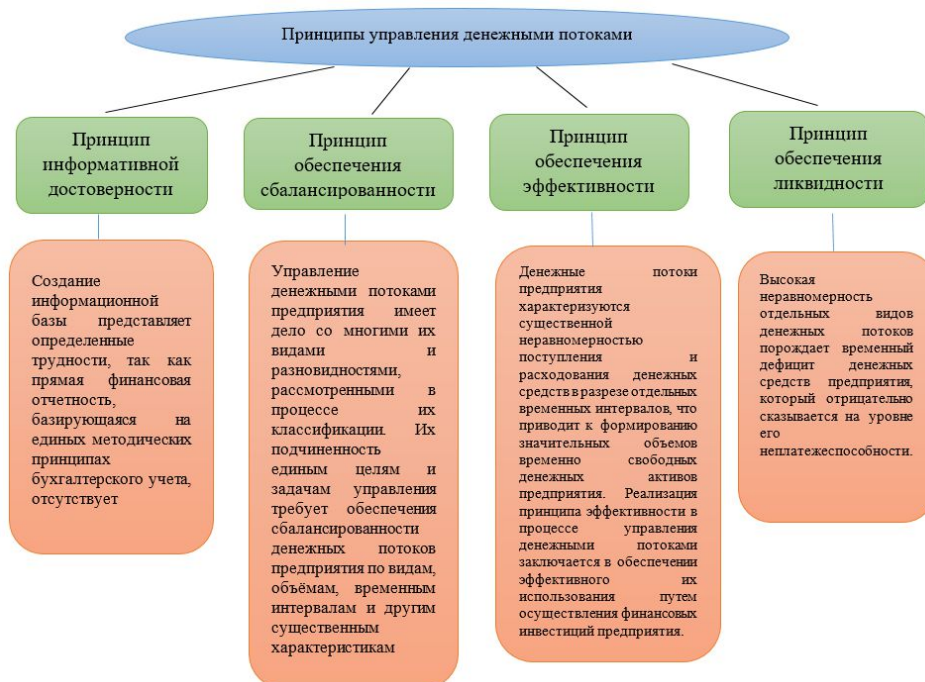 Принципы управления денежными потоками
Принцип
информативной
достоверности
Принцип
обеспечения
сбалансированности
Принцип
обеспечения
эффективности
Принцип
обеспечения
ликвидности
Создание
информационной
базы представляет
определенные
трудности, так как
прямая финансовая
отчетность,
базирующаяся на
единых методических
принципах
бухгалтерского учета,
отсутствует
Управление
денежными потоками
предприятия имеет
дело со многими их
видами и
разновидностями,
рассмотренными в
процессе их
классификации. Их
подчиненность
единым целям и
задачам управления
требует обеспечения
сбалансированности
денежных потоков
предприятия по видам,
объёмам, временным
интервалам и другим
существенным
характеристикам
Денежные потоки
предприятия
характеризуются
существенной
неравномерностью
поступления и
расходования денежных
средств в разрезе отдельных
временных интервалов, что
приводит к формированию
значительных объемов
временно свободных
денежных активов
предприятия. Реализация
принципа эффективности в
процессе управления
денежными потоками
заключается в обеспечении
эффективного их
использования путем
осуществления финансовых
инвестиций предприятия.
Высокая
неравномерность
отдельных видов
денежных потоков
порождает временный
дефицит денежных
средств предприятия,
который отрицательно
сказывается на уровне
его
неплатежеспособности.